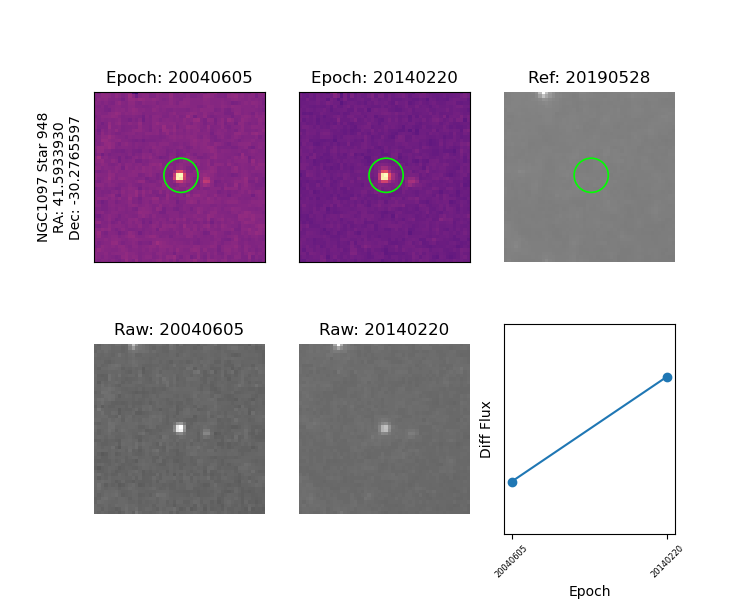 NGC1097 Star 948
RA: 41.5933930
Dec: -30.2765597
Epoch: 20040605
Epoch: 20140220
Ref: 20190528
Raw: 20040605
Raw: 20140220
Diff Flux
20040605
20140220
Epoch